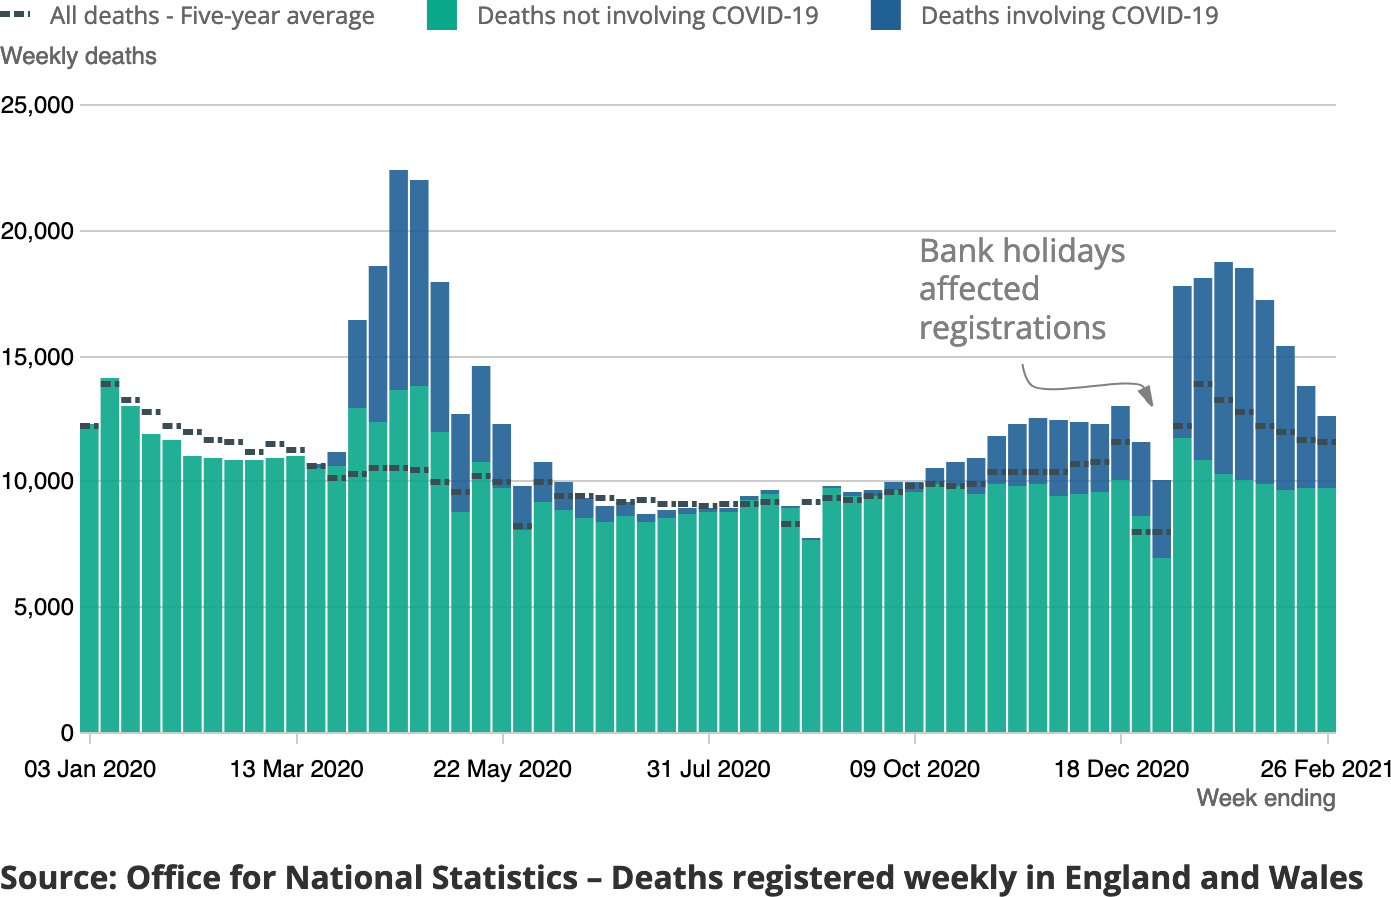 All deaths - Five-year average Deaths not involving COVID-19 Deaths involving COVID-19
Weekly deaths
25,000
20,000
Bank holidays
affected
registrations
15,000
10,000
5,000
0
03 Jan 2020 13 Mar 2020 22 May 2020 31 Jul 2020 09 Oct 2020 18 Dec 2020 26 Feb 2021
Week ending
Source: Office for National Statistics – Deaths registered weekly in England and Wales